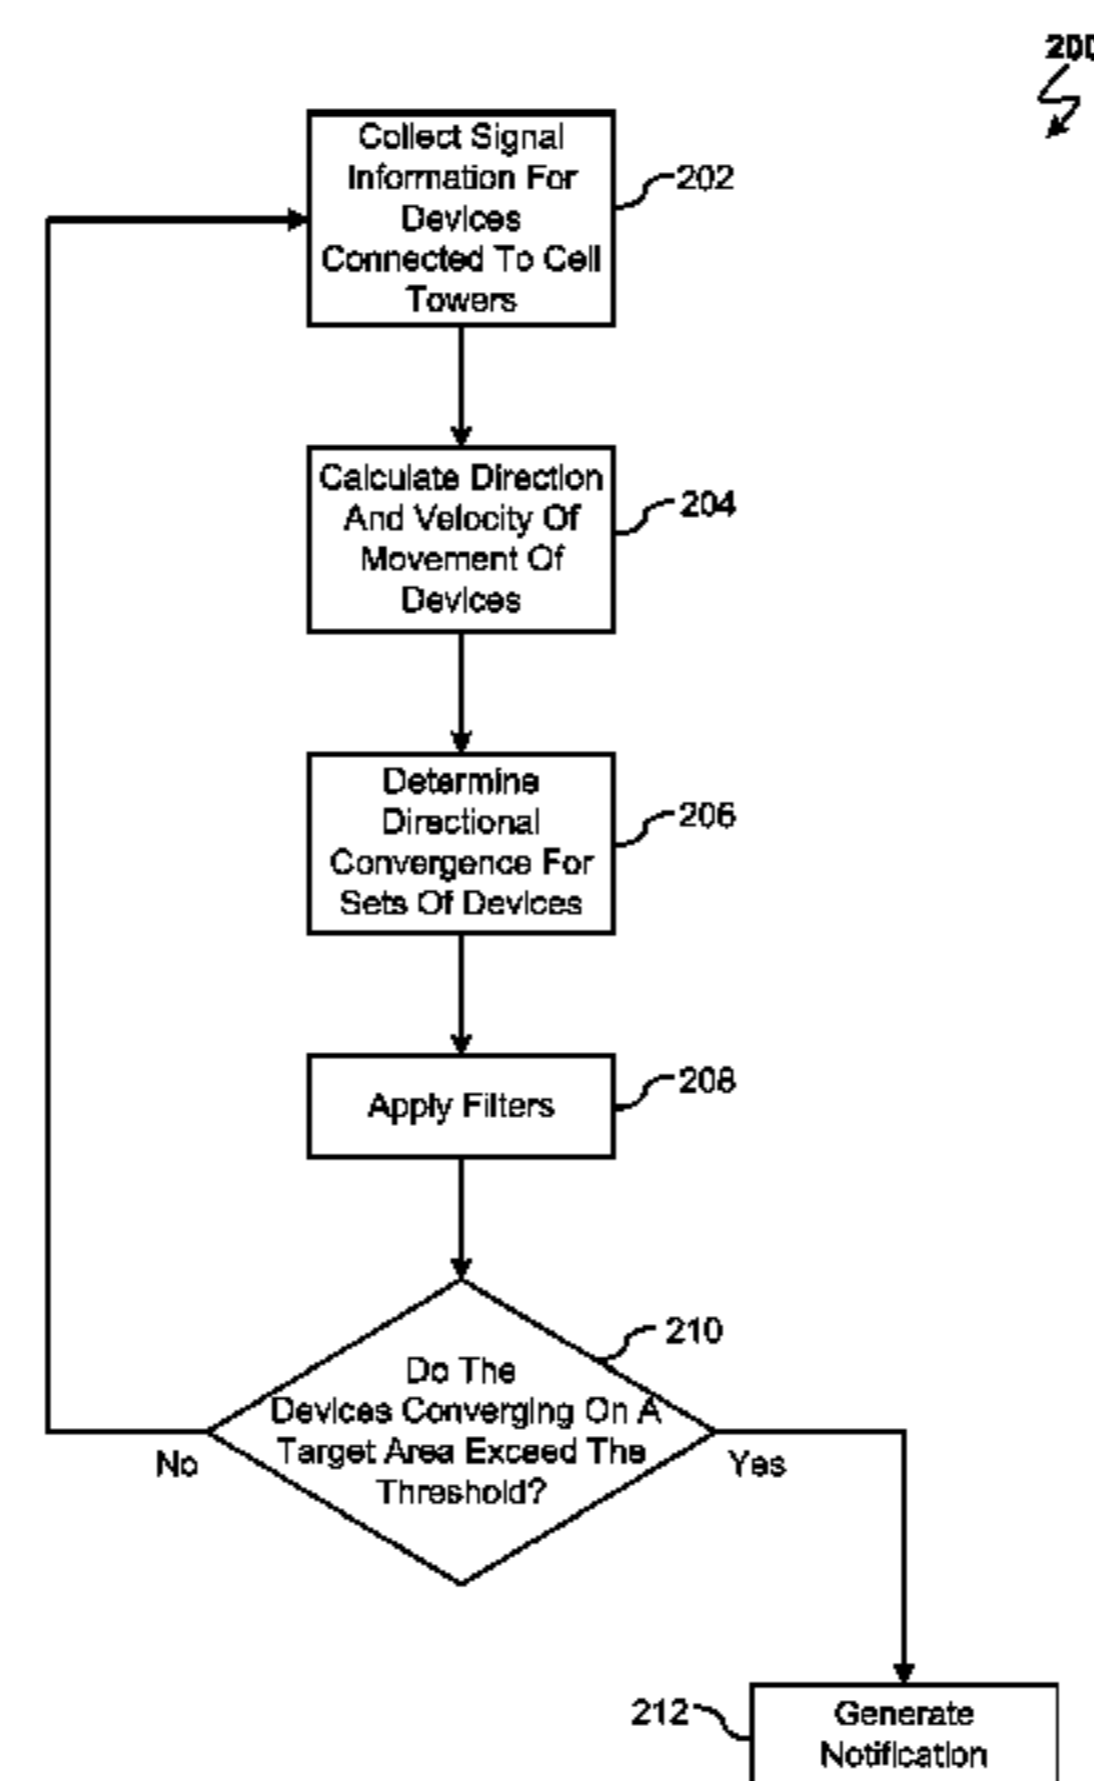 200
Collect Signal
Information For
Devices
Connected To Cell
Towers
202
Calculate Direction
And Velocity Of
Movement Of
Devices
204
Determine
Directional
Convergence For
Sets Of Devices
206
Apply Filters
208
210
Do The
Devices Converging On A
Target Area Exceed The
Threshold?
No
Yes
212
Generate
Notification